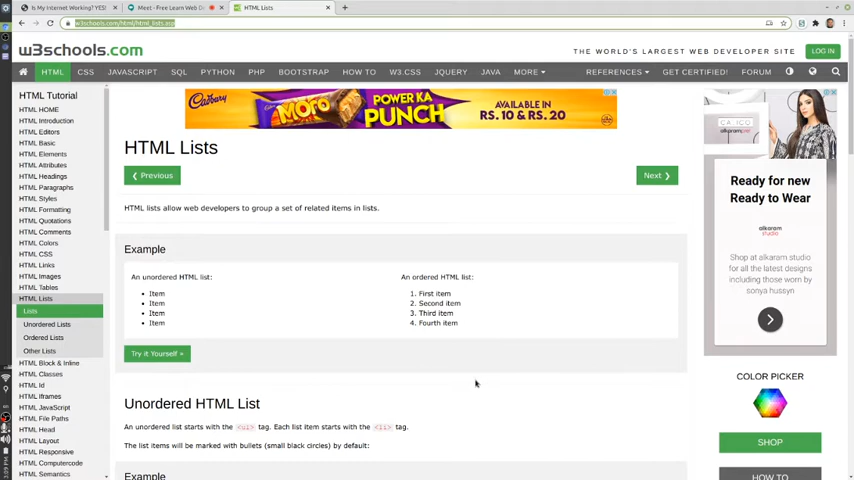 Is My Internet Working? YES!
Meet - Free Learn Web D
HTML Lists
w3schools.com/html/html_lists.asp
w3schools.com
THE WORLD'S LARGEST WEB DEVELOPER SITE
LOG IN
HTML CSS JAVASCRIPT SQL PYTHON PHP BOOTSTRAP HOW TO W3.CSS JQUERY JAVA MORE REFERENCES GET CERTIFIED! FORUM
HTML Tutorial
HTML HOME
HTML Introduction
HTML Editors
HTML Basic
HTML Elements
HTML Attributes
HTML Headings
HTML Paragraphs
HTML Styles
HTML Formatting
HTML Quotations
HTML Comments
HTML Colors
HTML CSS
HTML Links
HTML Images
HTML Tables
HTML Lists
Lists
Unordered Lists
Ordered Lists
Other Lists
HTML Block & Inline
HTML Classes
HTML Id
HTML Iframes
HTML JavaScript
HTML File Paths
HTML Head
HTML Layout
HTML Responsive
HTML Computercode
HTML Semantics
Cadbury
MOFO
POWER KA
PUNCH
AVAILABLE IN
RS. 10 & RS. 20
HTML Lists
❮ Previous
Next ❯
HTML lists allow web developers to group a set of related items in lists.
Example
An unordered HTML list:
• Item
• Item
• Item
• Item
An ordered HTML list:
1. First item
2. Second item
3. Third item
4. Fourth item
Try it Yourself »
Unordered HTML List
An unordered list starts with the <ul> tag. Each list item starts with the <li> tag.
The list items will be marked with bullets (small black circles) by default:
Example
Ready for new
Ready to Wear
alkaram
studio
Shop at alkaram studio
for all the latest designs
including those worn by
sonya hussyn
COLOR PICKER
SHOP
HOW TO
3:09 PM